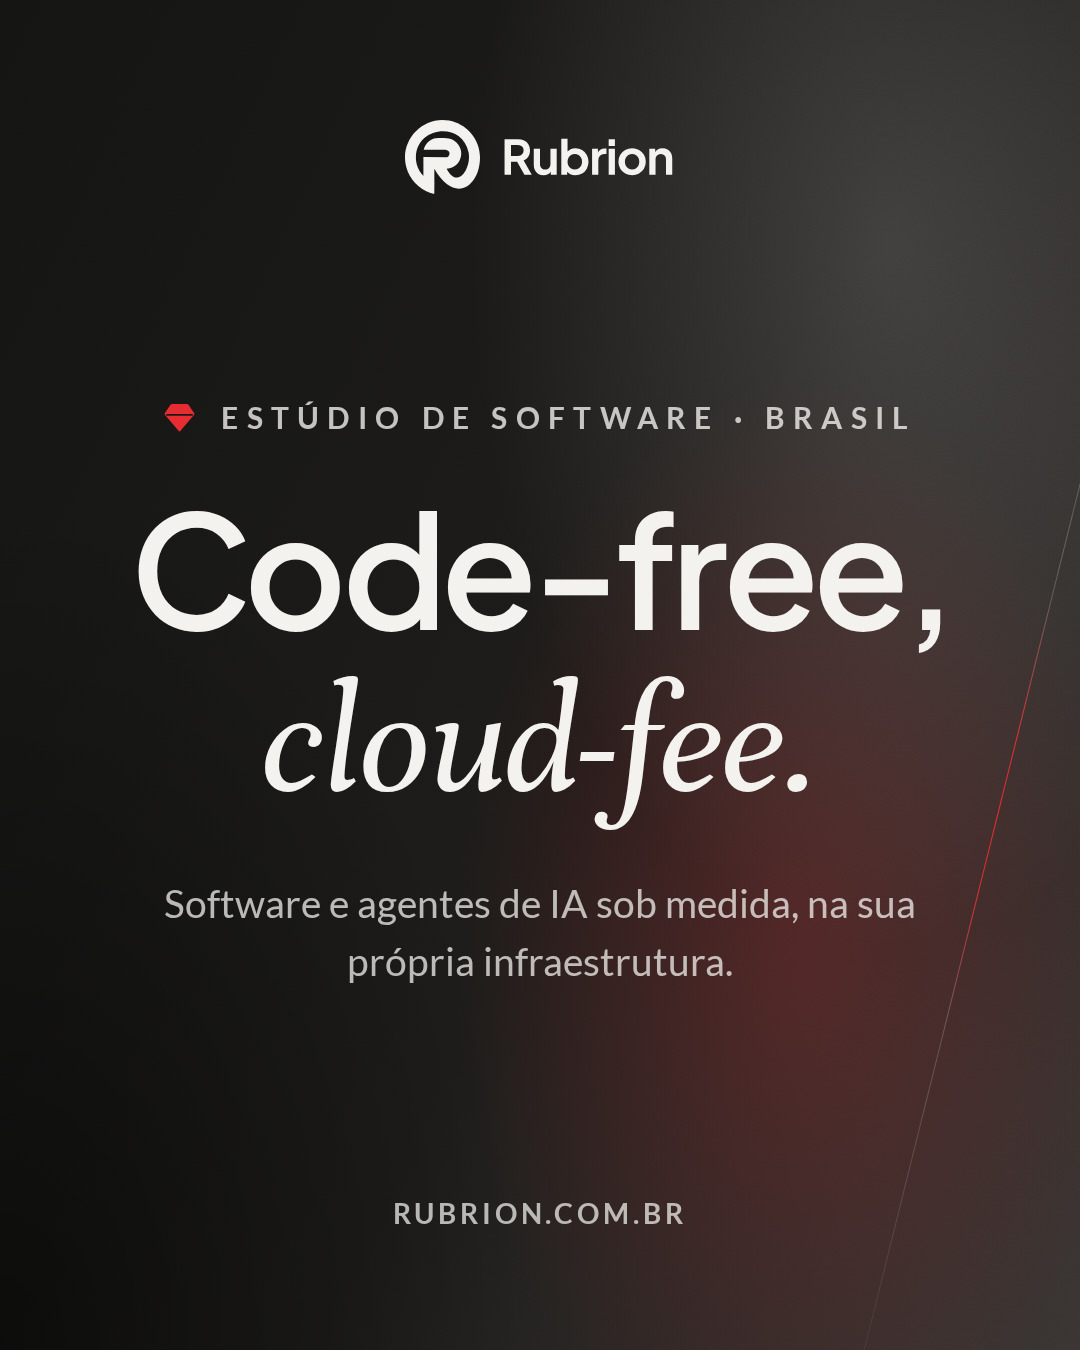 Rubrion
ESTÚDIO DE SOFTWARE · BRASIL
Code-free,
cloud-fee.
Software e agentes de IA sob medida, na sua
própria infraestrutura.
RUBRION.COM.BR